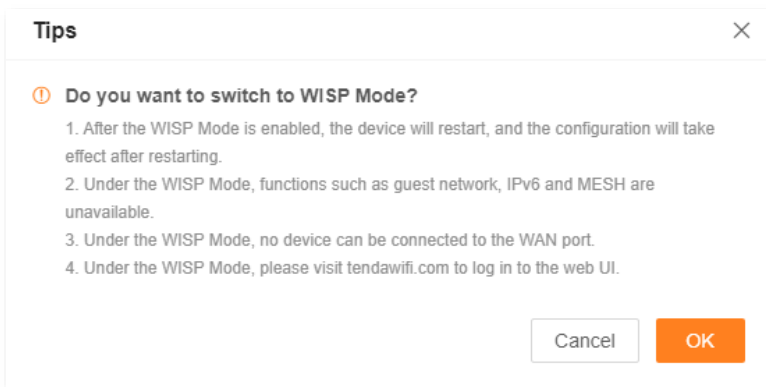 Tips
Do you want to switch to WISP Mode?
1. After the WISP Mode is enabled, the device will restart, and the configuration will take
effect after restarting.
2. Under the WISP Mode, functions such as guest network, IPv6 and MESH are
unavailable.
3. Under the WISP Mode, no device can be connected to the WAN port.
4. Under the WISP Mode, please visit tendawifi.com to log in to the web UI.
Cancel OK